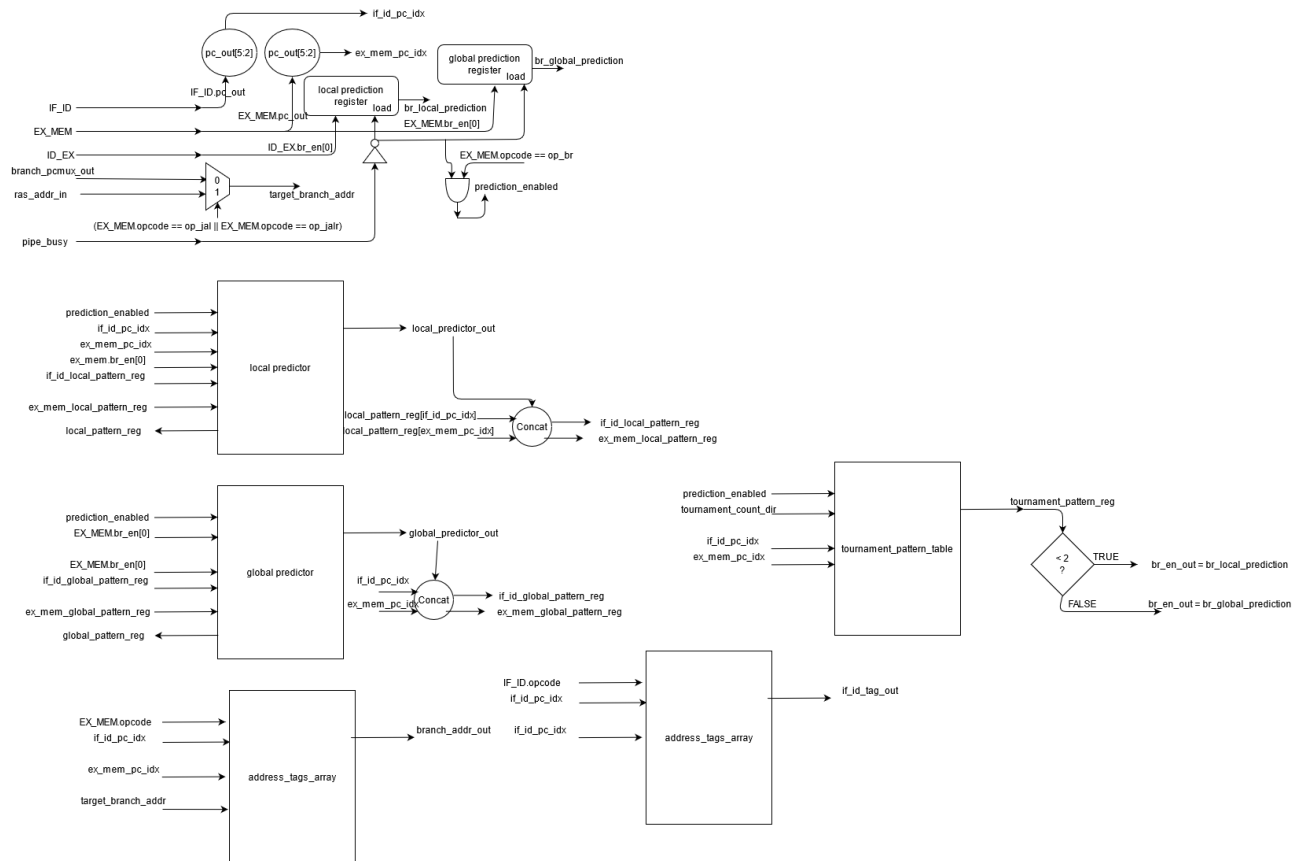 if_id_pc_idx
pc_out[5:2]
pc_out[5:2]
ex_mem_pc_idx
global prediction
register
load
br_global_prediction
IF_ID.pc_out
local prediction
register
load
br_local_prediction
IF_ID
EX_MEM.pc_out
EX_MEM.br_en[0]
EX_MEM
ID_EX
ID_EX.br_en[0]
EX_MEM.opcode == op_br
branch_pcmux_out
0
1
ras_addr_in
target_branch_addr
prediction_enabled
(EX_MEM.opcode == op_jal || EX_MEM.opcode == op_jalr)
pipe_busy
prediction_enabled
if_id_pc_idx
ex_mem_pc_idx
ex_mem.br_en[0]
if_id_local_pattern_reg
ex_mem_local_pattern_reg
local_pattern_reg
local predictor
local_predictor_out
local_pattern_reg[if_id_pc_idx]
local_pattern_reg[ex_mem_pc_idx]
Concat
if_id_local_pattern_reg
ex_mem_local_pattern_reg
prediction_enabled
EX_MEM.br_en[0]
EX_MEM.br_en[0]
if_id_global_pattern_reg
ex_mem_global_pattern_reg
global_pattern_reg
global predictor
global_predictor_out
if_id_pc_idx
ex_mem_pc_idx
Concat
if_id_global_pattern_reg
ex_mem_global_pattern_reg
prediction_enabled
tournament_count_dir
if_id_pc_idx
ex_mem_pc_idx
tournament_pattern_table
tournament_pattern_reg
< 2
?
TRUE
br_en_out = br_local_prediction
FALSE
br_en_out = br_global_prediction
EX_MEM.opcode
if_id_pc_idx
ex_mem_pc_idx
target_branch_addr
address_tags_array
branch_addr_out
IF_ID.opcode
if_id_pc_idx
if_id_pc_idx
address_tags_array
if_id_tag_out